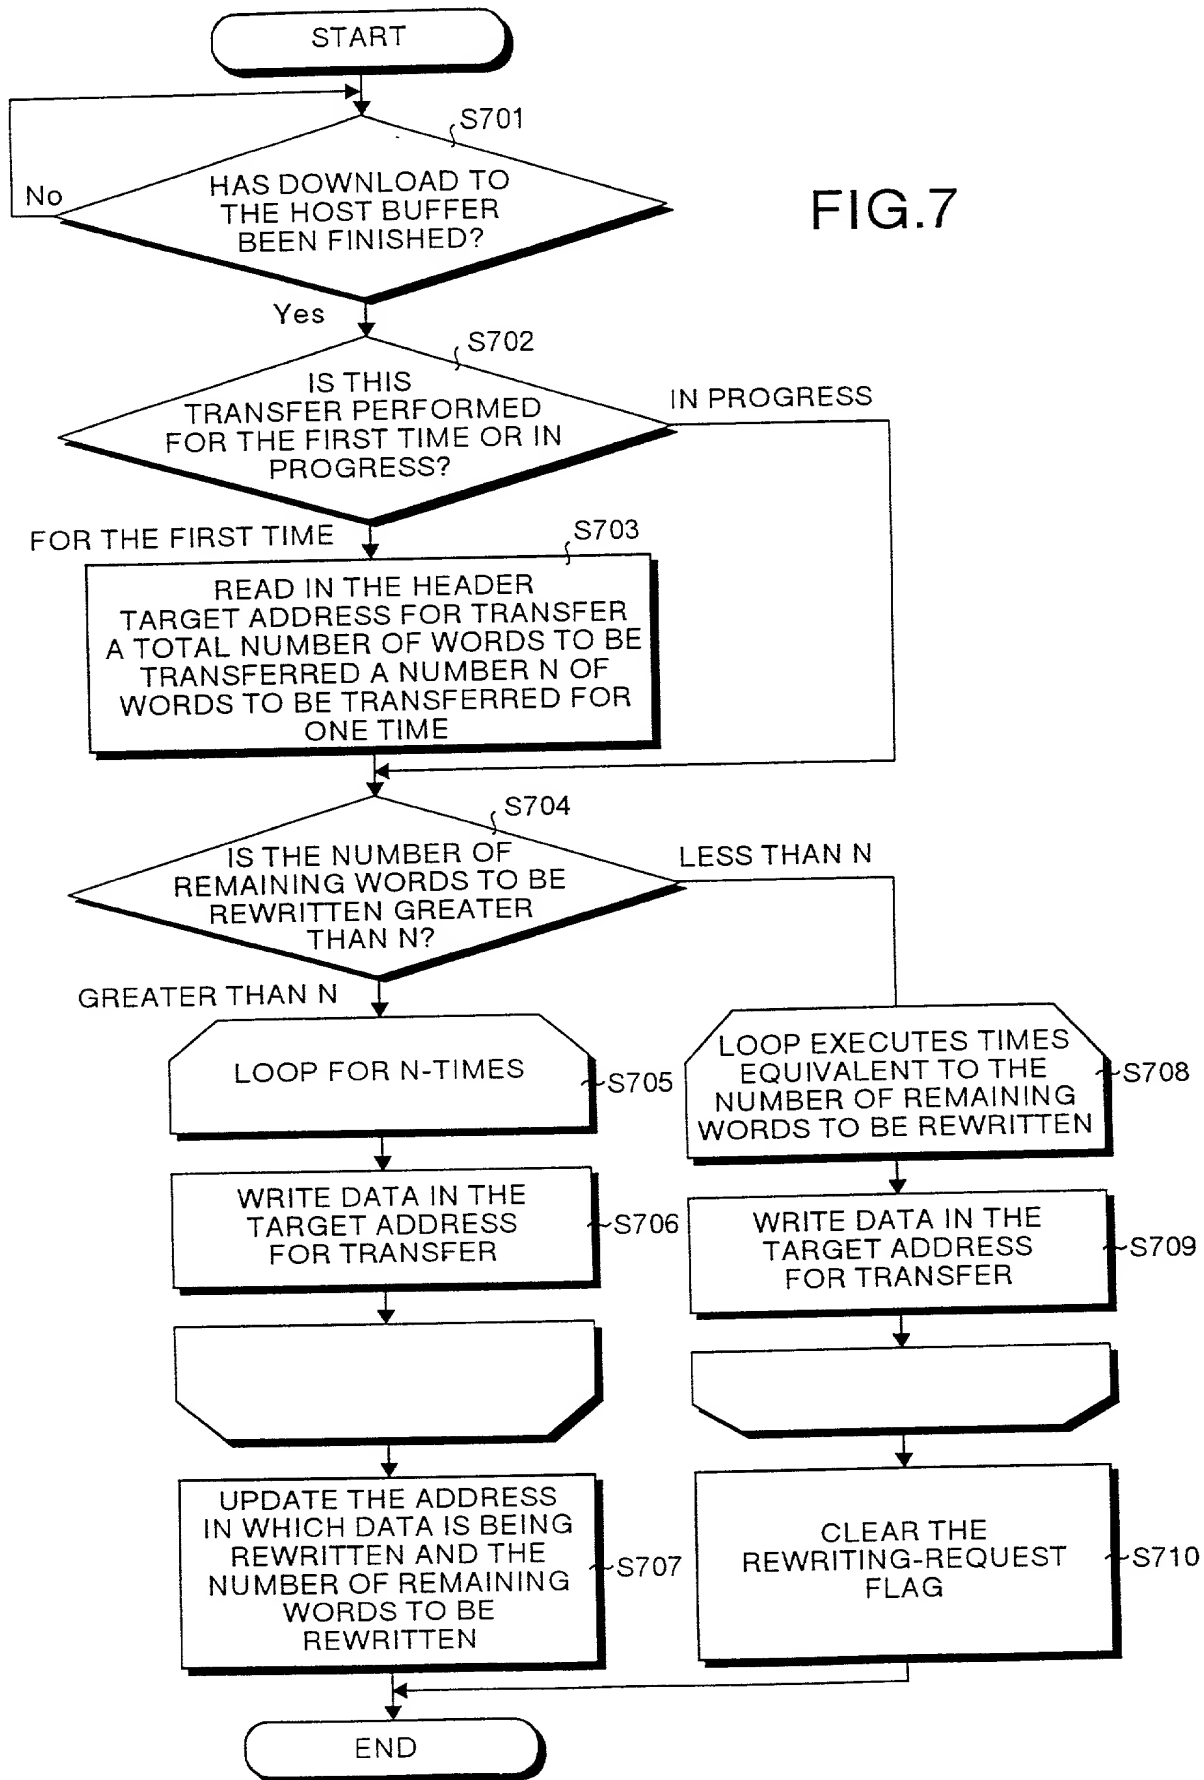 START
S701
HAS DOWNLOAD TO
THE HOST BUFFER
BEEN FINISHED?
No
FIG.7
Yes
S702
IS THIS
TRANSFER PERFORMED
FOR THE FIRST TIME OR IN
PROGRESS?
IN PROGRESS
FOR THE FIRST TIME
S703
READ IN THE HEADER
TARGET ADDRESS FOR TRANSFER
A TOTAL NUMBER OF WORDS TO BE
TRANSFERRED A NUMBER N OF
WORDS TO BE TRANSFERRED FOR
ONE TIME
S704
IS THE NUMBER OF
REMAINING WORDS TO BE
REWRITTEN GREATER
THAN N?
LESS THAN N
GREATER THAN N
LOOP FOR N-TIMES
S705
LOOP EXECUTES TIMES
EQUIVALENT TO THE
NUMBER OF REMAINING
WORDS TO BE REWRITTEN
S708
WRITE DATA IN THE
TARGET ADDRESS
FOR TRANSFER
S706
WRITE DATA IN THE
TARGET ADDRESS
FOR TRANSFER
S709
UPDATE THE ADDRESS
IN WHICH DATA IS BEING
REWRITTEN AND THE
NUMBER OF REMAINING
WORDS TO BE
REWRITTEN
S707
CLEAR THE
REWRITING-REQUEST
FLAG
S710
END